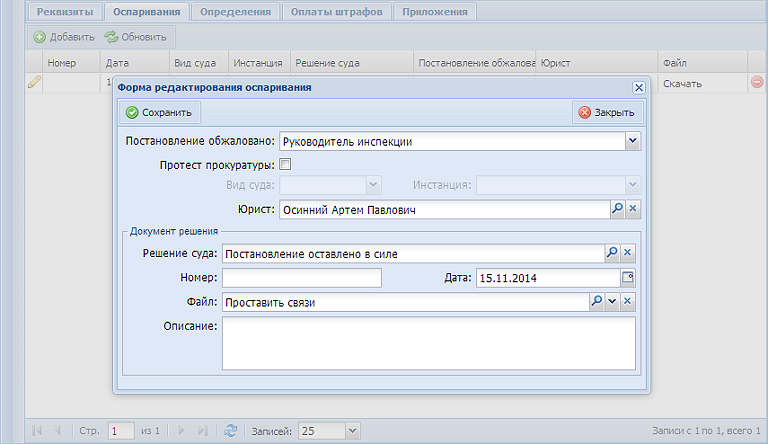 Реквизиты Оспаривания Определения Оплаты штрафов Приложения
Добавить Обновить
Номер Дата Вид суда Инстанция Решение суда Постановление обжалова Юрист Файл
1 Скачать
Форма редактирования оспаривания
Сохранить Закрыть
Постановление обжаловано: Руководитель инспекции
Протест прокуратуры:
Вид суда: Инстанция:
Юрист: Осинний Артем Павлович
Документ решения
Решение суда: Постановление оставлено в силе
Номер: Дата: 15.11.2014
Файл: Проставить связи
Описание:
Стр. 1 из 1 Записей: 25 Записи с 1 по 1, всего 1